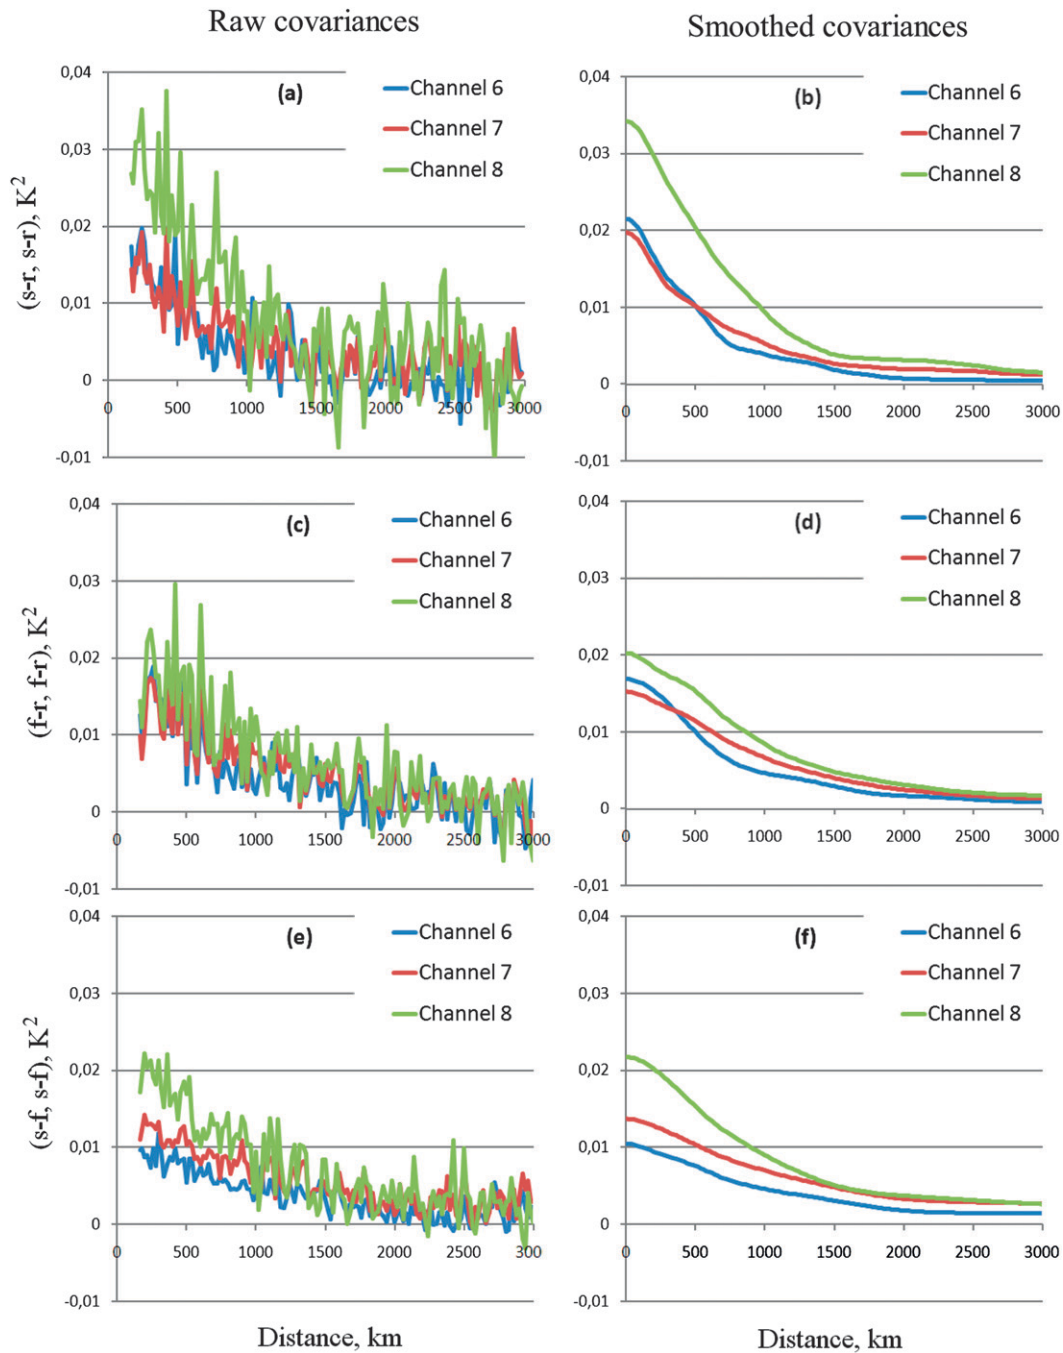 Raw covariances
Smoothed covariances
(s-r, s-r), K²
0,04
0,03
0,02
0,01
0
-0,01
(a)
Channel 6
Channel 7
Channel 8
0 500 1000 1500 2000 2500 3000
0,04
0,03
0,02
0,01
0
-0,01
(b)
Channel 6
Channel 7
Channel 8
0 500 1000 1500 2000 2500 3000
(f-r, f-r), K²
0,04
0,03
0,02
0,01
0
-0,01
(c)
Channel 6
Channel 7
Channel 8
0 500 1000 1500 2000 2500 3000
0,04
0,03
0,02
0,01
0
-0,01
(d)
Channel 6
Channel 7
Channel 8
0 500 1000 1500 2000 2500 3000
(s-f, s-f), K²
0,04
0,03
0,02
0,01
0
-0,01
(e)
Channel 6
Channel 7
Channel 8
0 500 1000 1500 2000 2500 3000
0,04
0,03
0,02
0,01
0
-0,01
(f)
Channel 6
Channel 7
Channel 8
0 500 1000 1500 2000 2500 3000
Distance, km
Distance, km